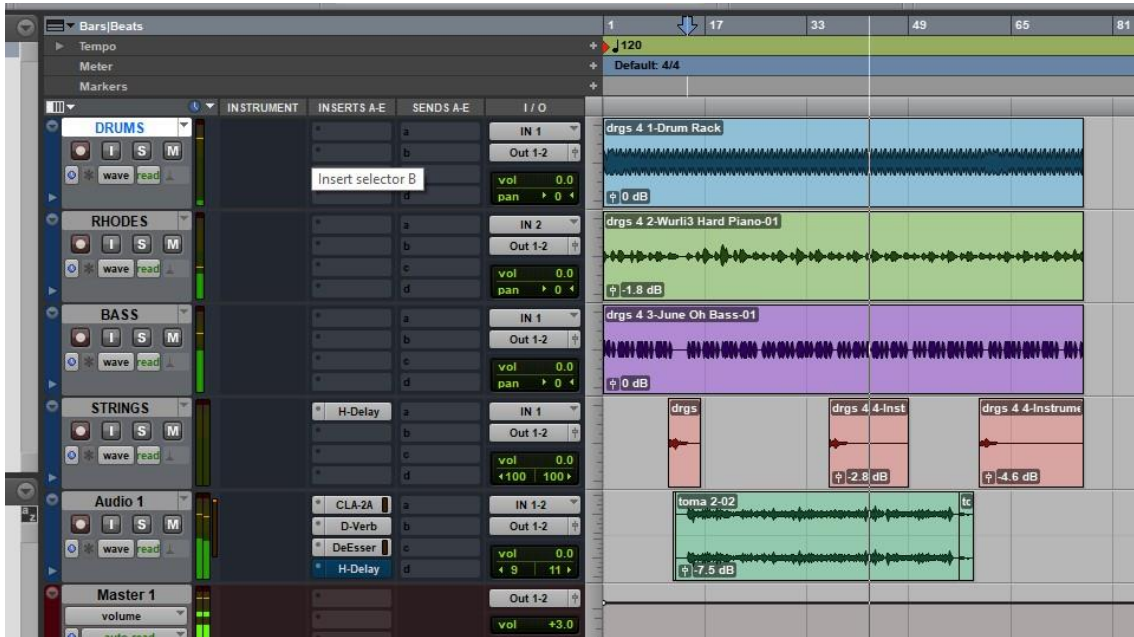 Bars|Beats 1 17 33 49 65 81
Tempo 120
Meter Default: 4/4
Markers
INSTRUMENT INSERTS A-E SENDS A-E I / O
DRUMS a IN 1 drgs 4 1-Drum Rack
I S M b Out 1-2
wave read Insert selector B vol 0.0
d pan 0 0 dB
RHODES a IN 2 drgs 4 2-Wurli3 Hard Piano-01
I S M b Out 1-2
wave read c vol 0.0
d pan 0 -1.8 dB
BASS a IN 1 drgs 4 3-June Oh Bass-01
I S M b Out 1-2
wave read c vol 0.0
d pan 0 0 dB
STRINGS H-Delay a IN 1 drgs drgs 4 4-Inst drgs 4 4-Instrume
I S M b Out 1-2
wave read c vol 0.0
d 100 100 -2.8 dB -4.6 dB
a z Audio 1 CLA-2A a IN 1-2 toma 2-02 to
I S M D-Verb b Out 1-2
wave read DeEsser c vol 0.0
H-Delay d 9 11 -7.5 dB
Master 1 Out 1-2
volume vol +3.0
auto read